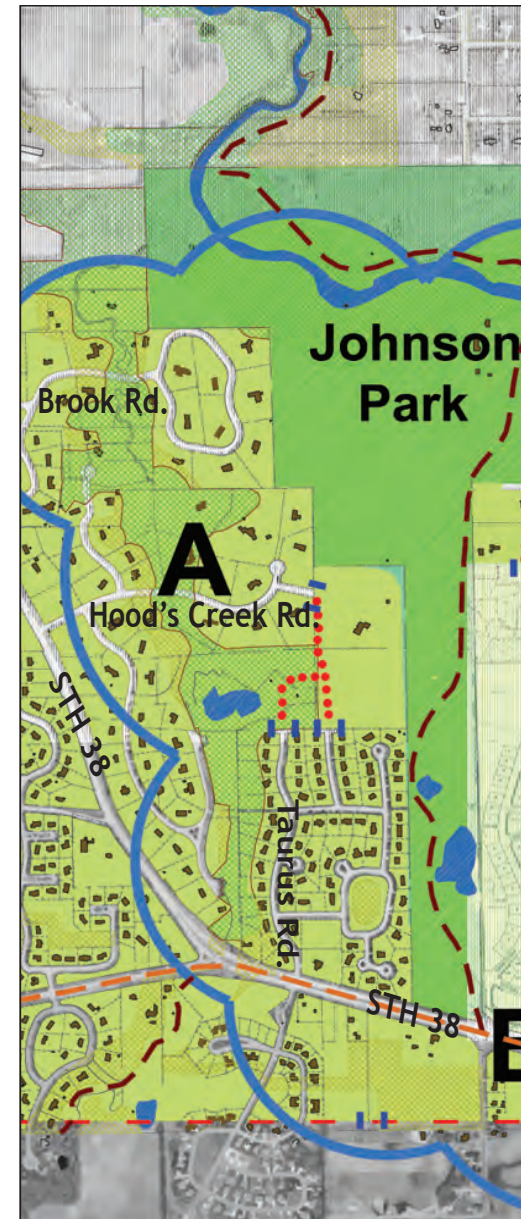 Johnson
Park
Brook Rd.
A
Hood's Creek Rd.
STH 38
Taurus Rd.
STH 38